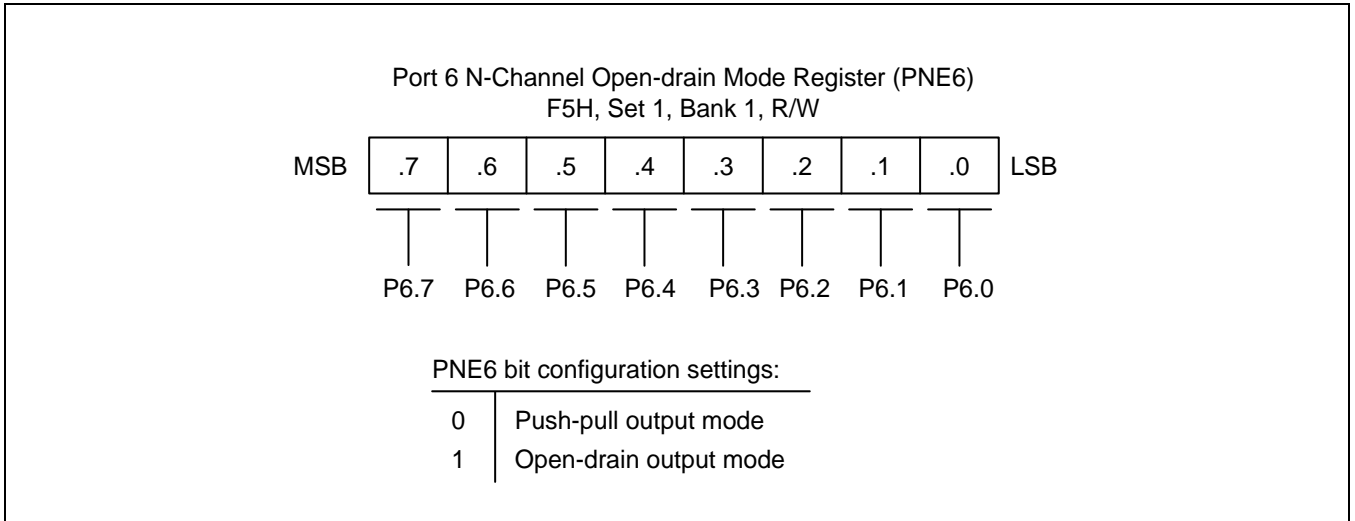 Port 6 N-Channel Open-drain Mode Register (PNE6)
F5H, Set 1, Bank 1, R/W
MSB .7 .6 .5 .4 .3 .2 .1 .0 LSB
P6.7 P6.6 P6.5 P6.4 P6.3 P6.2 P6.1 P6.0
PNE6 bit configuration settings:
0 Push-pull output mode
1 Open-drain output mode